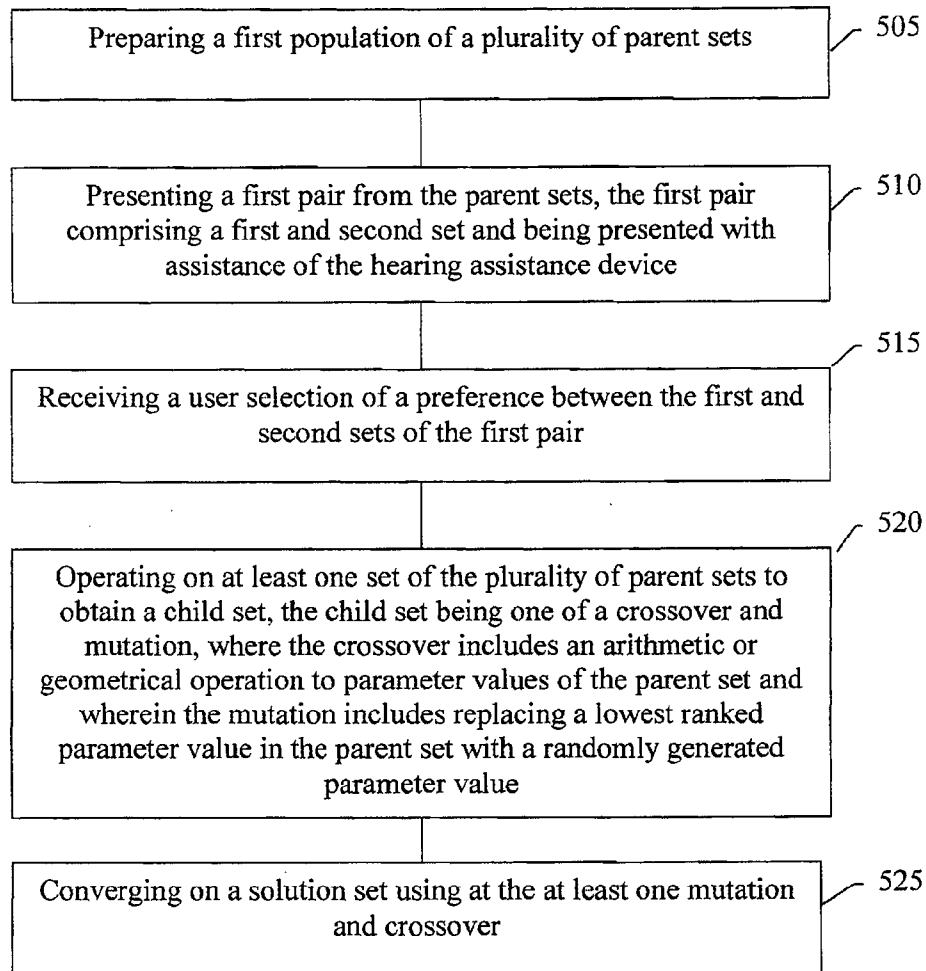 Preparing a first population of a plurality of parent sets
505
Presenting a first pair from the parent sets, the first pair
comprising a first and second set and being presented with
assistance of the hearing assistance device
510
Receiving a user selection of a preference between the first and
second sets of the first pair
515
Operating on at least one set of the plurality of parent sets to
obtain a child set, the child set being one of a crossover and
mutation, where the crossover includes an arithmetic or
geometrical operation to parameter values of the parent set and
wherein the mutation includes replacing a lowest ranked
parameter value in the parent set with a randomly generated
parameter value
520
Converging on a solution set using at the at least one mutation
and crossover
525